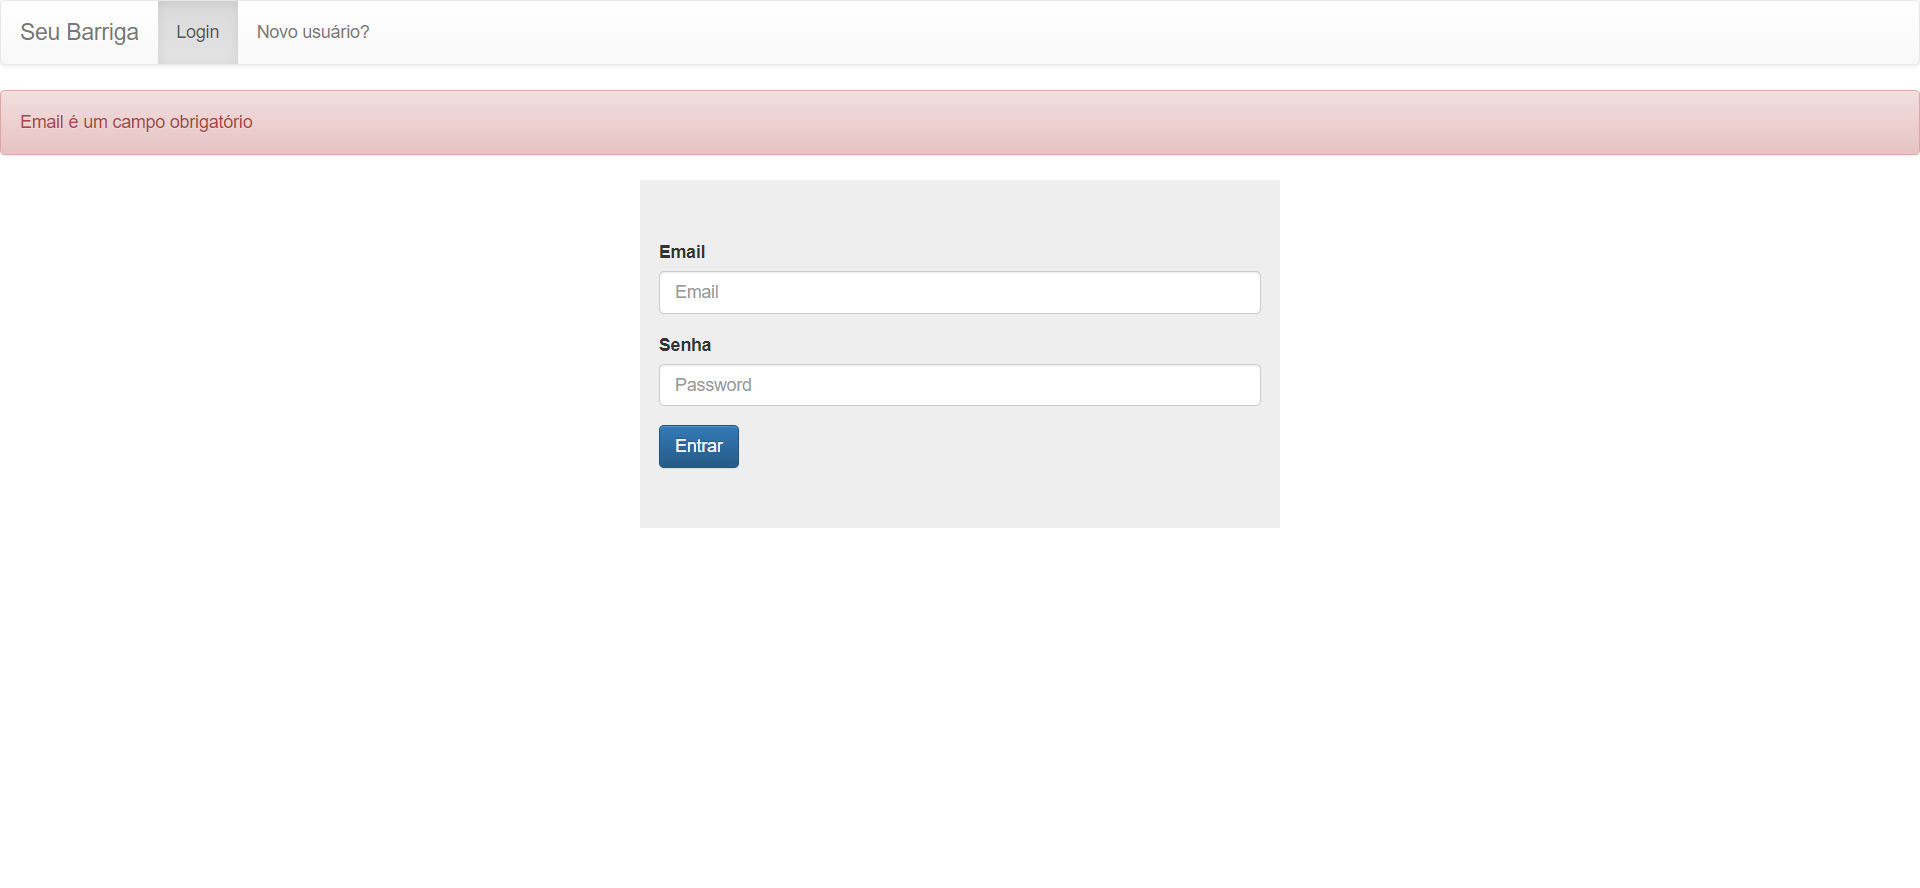 Seu Barriga Login Novo usuário?
Email é um campo obrigatório
Email
Email
Senha
Password
Entrar